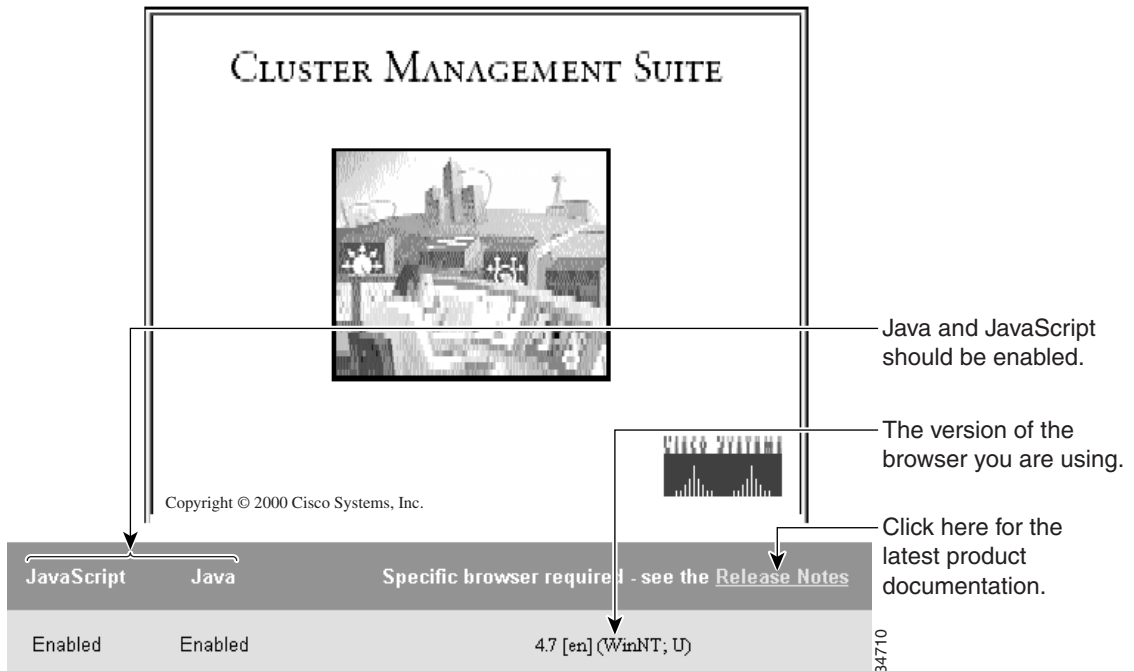 CLUSTER MANAGEMENT SUITE
Java and JavaScript
should be enabled.
The version of the
browser you are using.
CISCO SYSTEMS
Copyright © 2000 Cisco Systems, Inc.
Click here for the
latest product
documentation.
JavaScript Java Specific browser required - see the Release Notes
Enabled Enabled 4.7 [en] (WinNT; U)